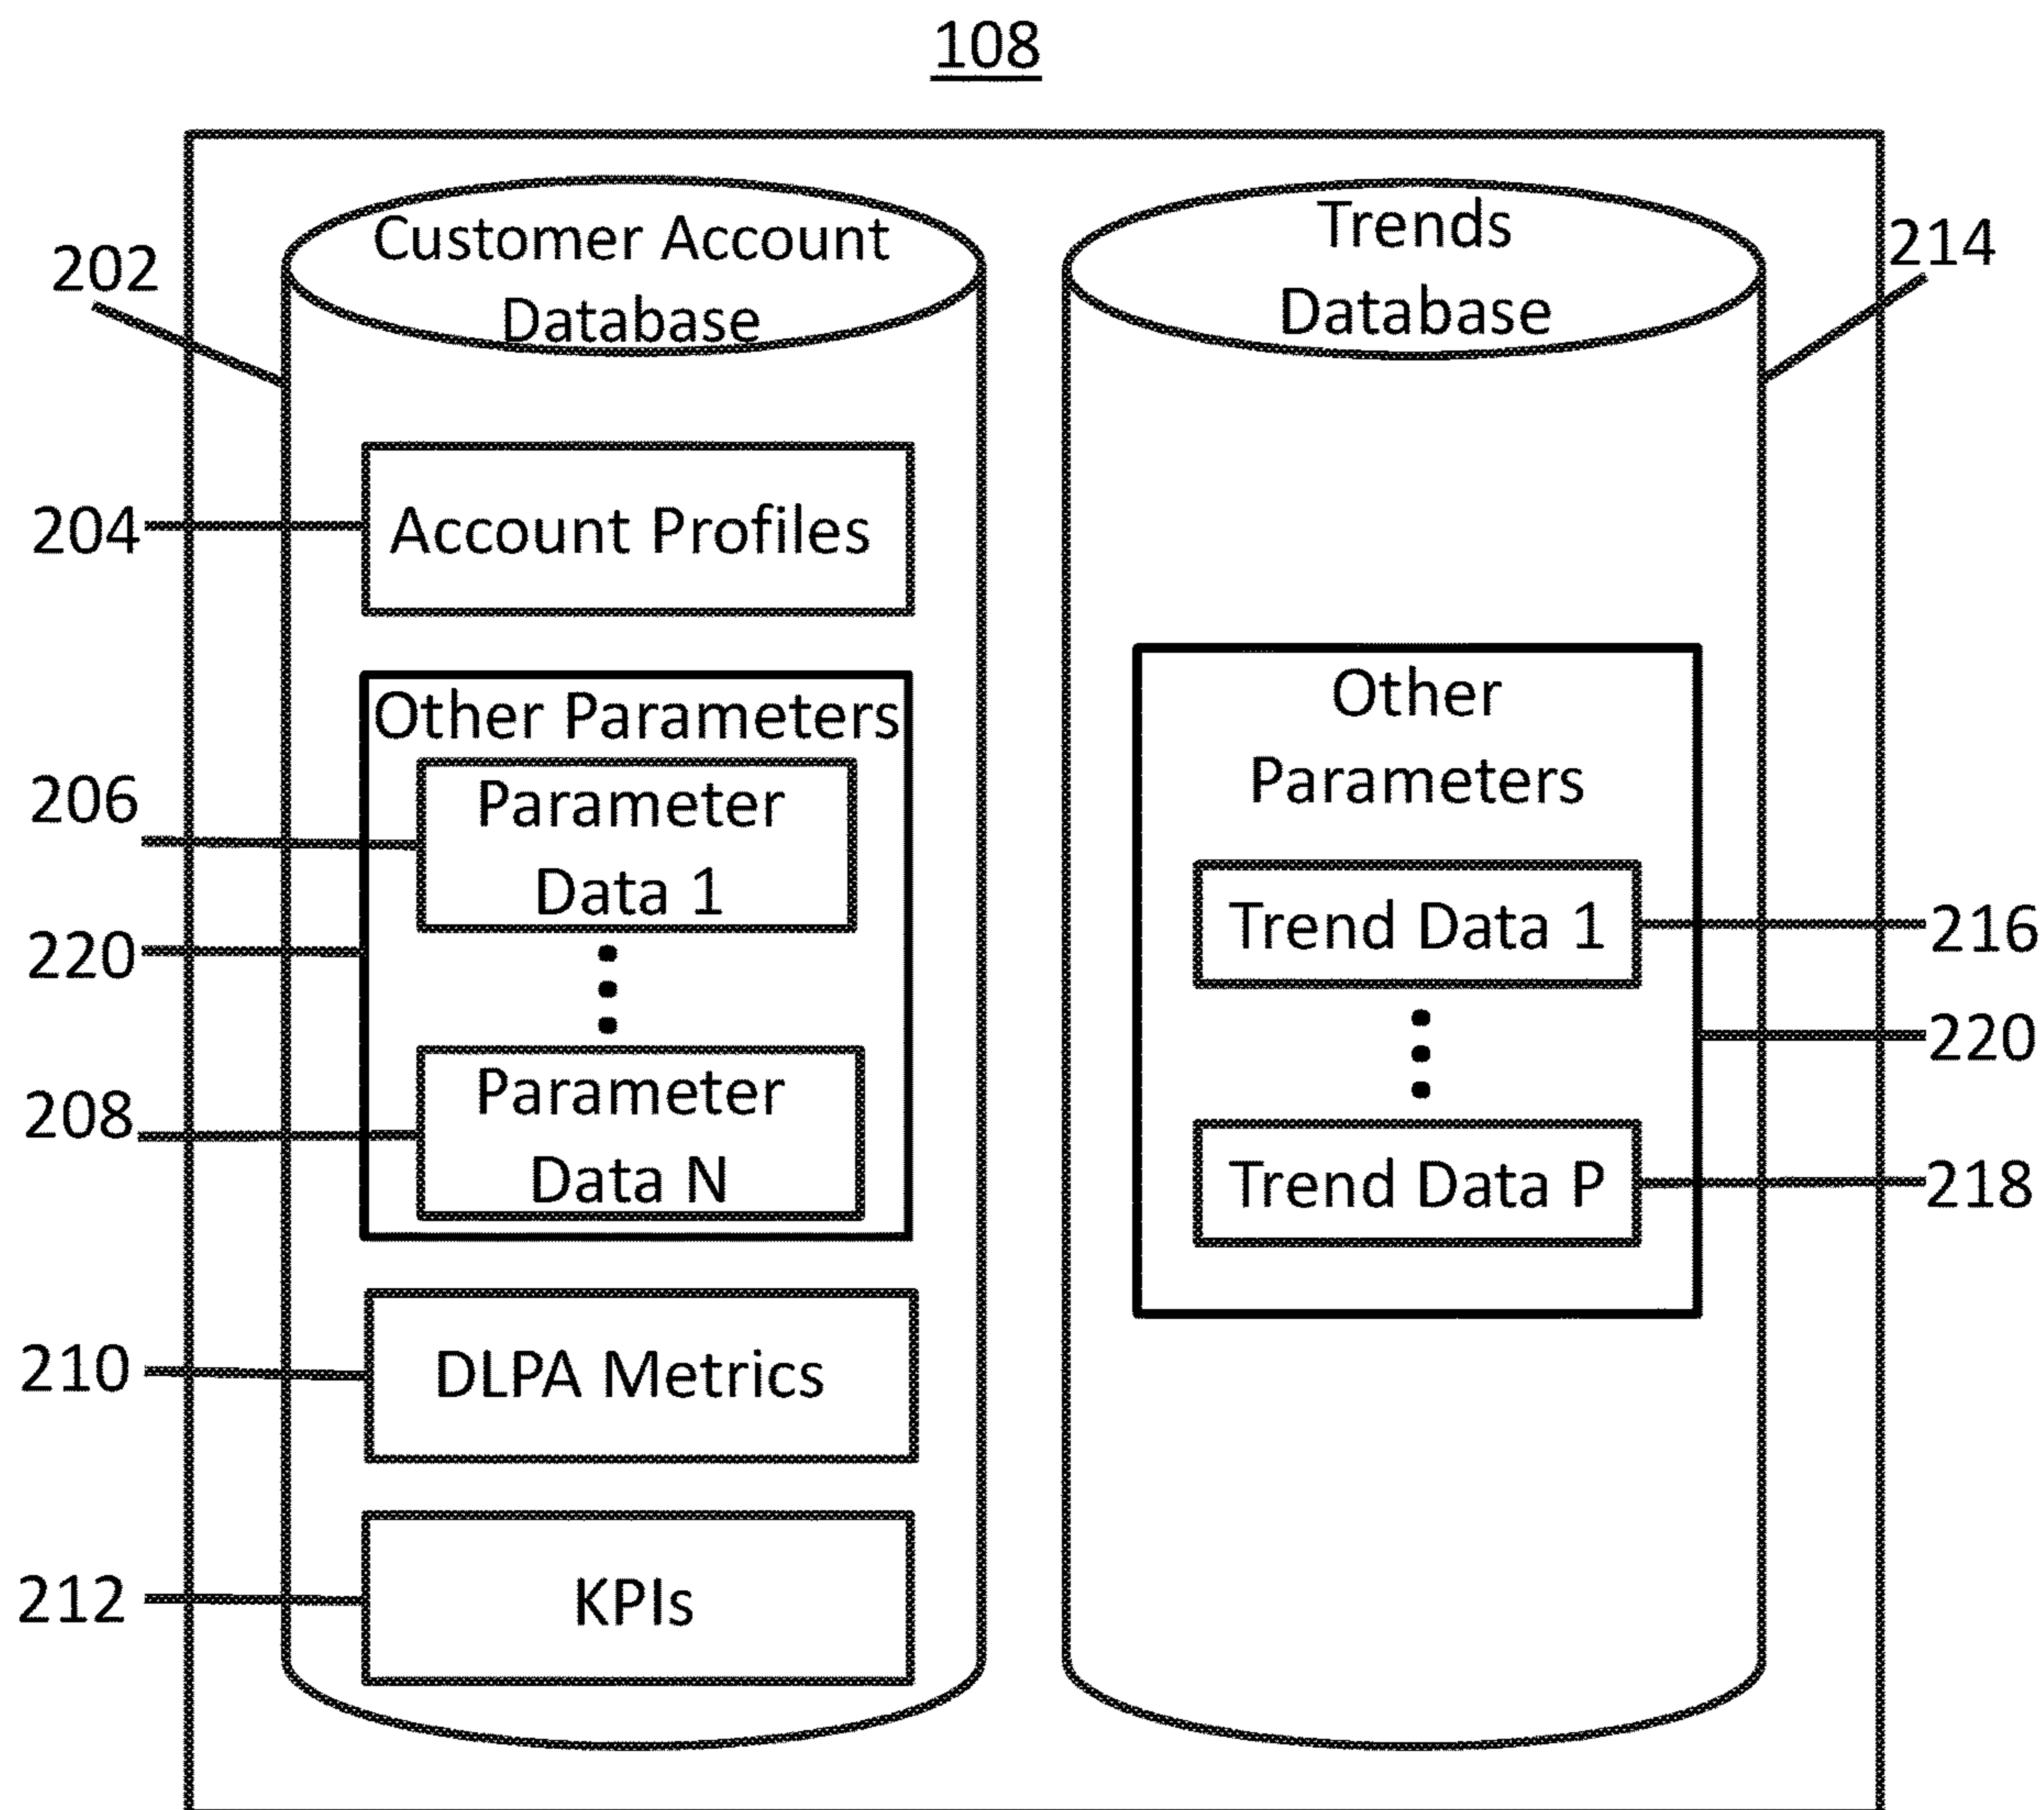 108
Customer Account
Database
Trends
Database
202
214
Account Profiles
204
Other Parameters
Parameter
Data 1
206
220
Parameter
Data N
208
DLPA Metrics
210
KPIs
212
Other
Parameters
Trend Data 1
216
220
Trend Data P
218